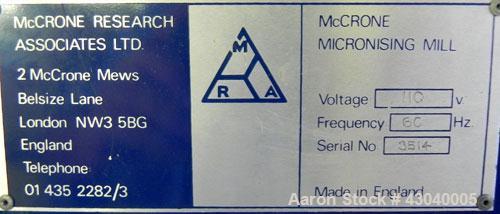 McCRONE RESEARCH
ASSOCIATES LTD.
2 McCrone Mews
Belsize Lane
London NW3 5BG
England
Telephone
01 435 2282/3
M
R A
McCRONE
MICRONISING MILL
Voltage 110 v.
Frequency 60 Hz.
Serial No 3514
Made in England
Aaron Stock # 43040005